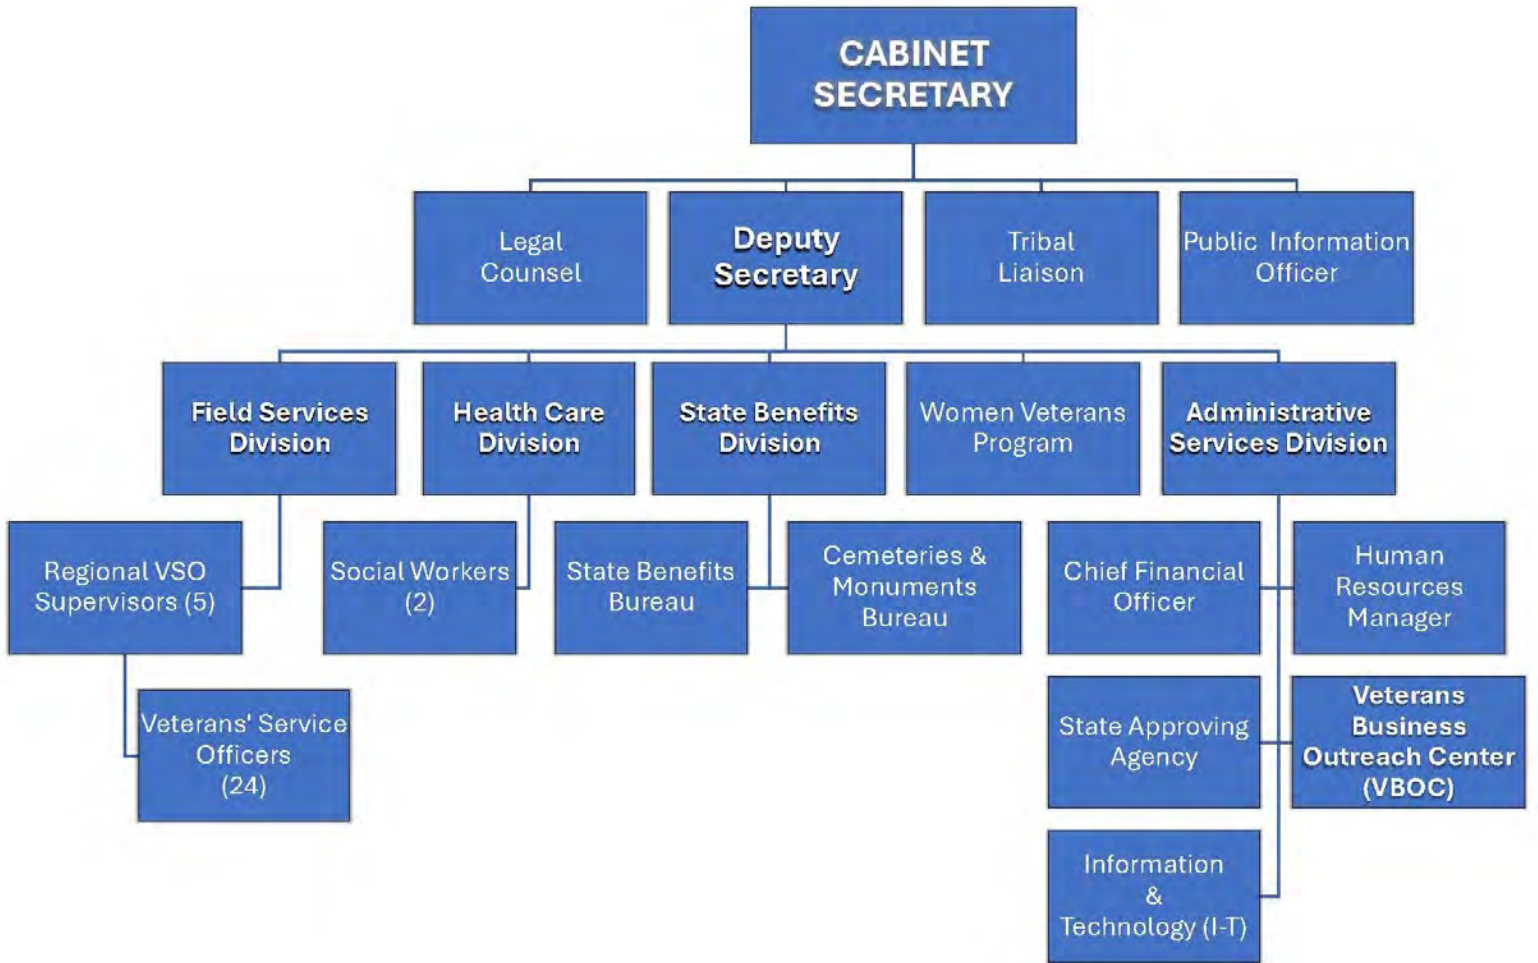 CABINET
SECRETARY
Legal
Counsel
Deputy
Secretary
Tribal
Liaison
Public Information
Officer
Field Services
Division
Health Care
Division
State Benefits
Division
Women Veterans
Program
Administrative
Services Division
Regional VSO
Supervisors (5)
Social Workers
(2)
State Benefits
Bureau
Cemeteries &
Monuments
Bureau
Chief Financial
Officer
Human
Resources
Manager
Veterans' Service
Officers
(24)
State Approving
Agency
Veterans
Business
Outreach Center
(VBOC)
Information
&
Technology (I-T)